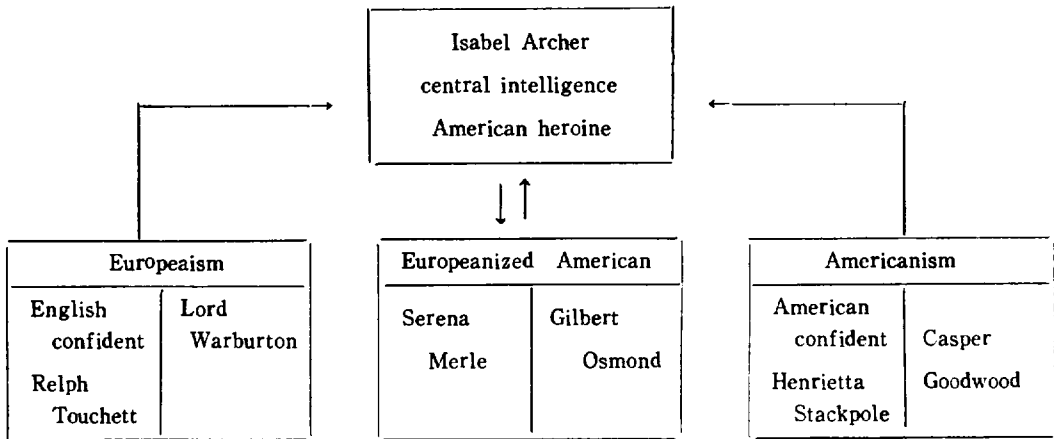 Isabel Archer
central intelligence
American heroine
Europeaism
English
confident
Relph
Touchett
Lord
Warburton
Europeanized American
Serena
Merle
Gilbert
Osmond
Americanism
American
confident
Henrietta
Stackpole
Casper
Goodwood